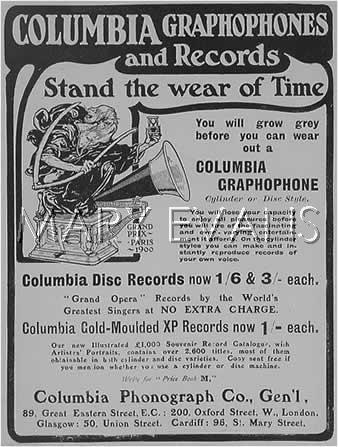 COLUMBIA GRAPHOPHONES
and Records
Stand the wear of Time
You will grow grey
before you can wear
out a
COLUMBIA
GRAPHOPHONE
Cylinder or Disc Style.
GRAND
PRIX
PARIS
1900
You will lose your capacity
to enjoy all pleasures before
you will tire of the fascinating
and ever varying entertain-
ment it affords. On the cylinder
styles you can make and in-
stantly reproduce records of
your own voice.
MARY EVANS
Columbia Disc Records now 1/6 & 3/- each.
"Grand Opera" Records by the World's
Greatest Singers at NO EXTRA CHARGE.
Columbia Gold-Moulded XP Records now 1/- each.
Our new Illustrated £1,000 Souvenir Record Catalogue, with
Artists' Portraits, contains over 2,600 titles, most of them
obtainable in both cylinder and disc varieties. Copy sent free if
you mention whether you use a cylinder or disc machine.
Write for "Price Book M."
Columbia Phonograph Co., Gen'l,
89, Great Eastern Street, E.C.; 200, Oxford Street, W., London.
Glasgow: 50, Union Street. Cardiff: 96, St. Mary Street.